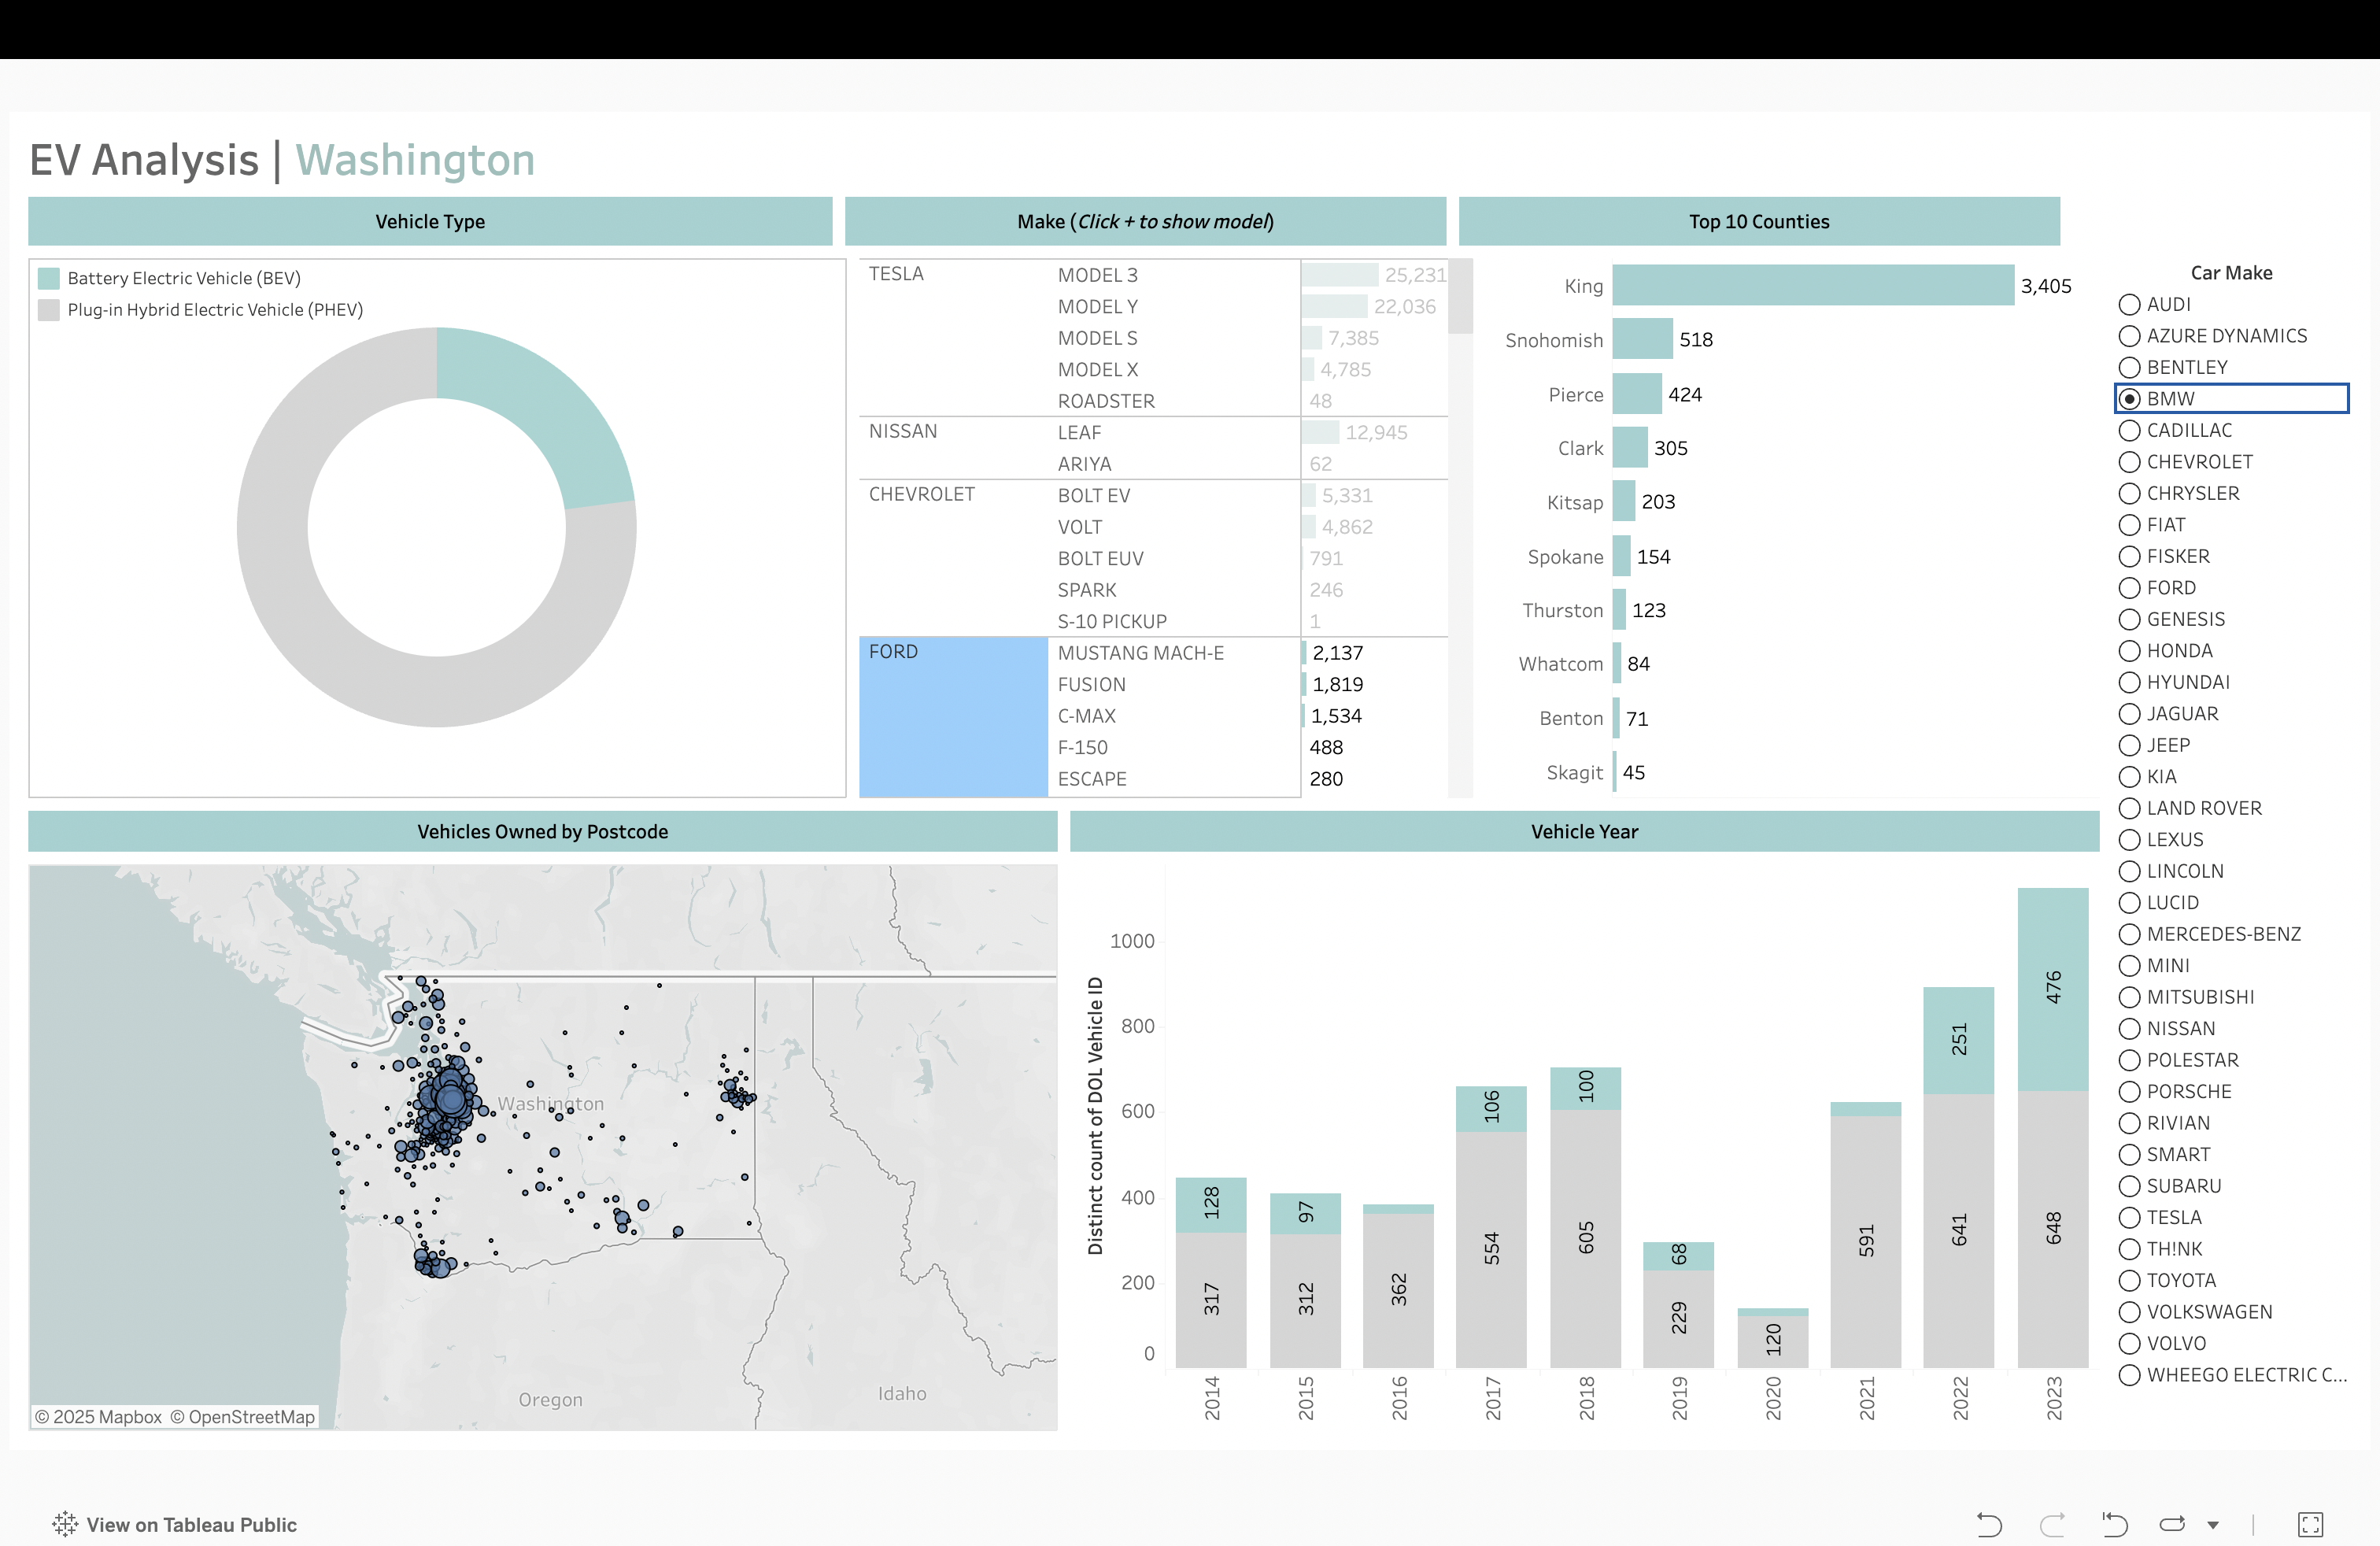 EV Analysis | Washington
Vehicle Type
Make (Click + to show model)
Top 10 Counties
Battery Electric Vehicle (BEV)
Plug-in Hybrid Electric Vehicle (PHEV)
TESLA MODEL 3 25,231
MODEL Y 22,036
MODEL S 7,385
MODEL X 4,785
ROADSTER 48
NISSAN LEAF 12,945
ARIYA 62
CHEVROLET BOLT EV 5,331
VOLT 4,862
BOLT EUV 791
SPARK 246
S-10 PICKUP 1
FORD MUSTANG MACH-E 2,137
FUSION 1,819
C-MAX 1,534
F-150 488
ESCAPE 280
King 3,405
Snohomish 518
Pierce 424
Clark 305
Kitsap 203
Spokane 154
Thurston 123
Whatcom 84
Benton 71
Skagit 45
Car Make
AUDI
AZURE DYNAMICS
BENTLEY
BMW
CADILLAC
CHEVROLET
CHRYSLER
FIAT
FISKER
FORD
GENESIS
HONDA
HYUNDAI
JAGUAR
JEEP
KIA
LAND ROVER
LEXUS
LINCOLN
LUCID
MERCEDES-BENZ
MINI
MITSUBISHI
NISSAN
POLESTAR
PORSCHE
RIVIAN
SMART
SUBARU
TESLA
TH!NK
TOYOTA
VOLKSWAGEN
VOLVO
WHEEGO ELECTRIC C...
Vehicles Owned by Postcode
Washington
Oregon
Idaho
© 2025 Mapbox © OpenStreetMap
Vehicle Year
Distinct count of DOL Vehicle ID
1000
800
600
400
200
0
128
317
97
312
362
106
554
100
605
68
229
120
591
251
641
476
648
2014
2015
2016
2017
2018
2019
2020
2021
2022
2023
View on Tableau Public